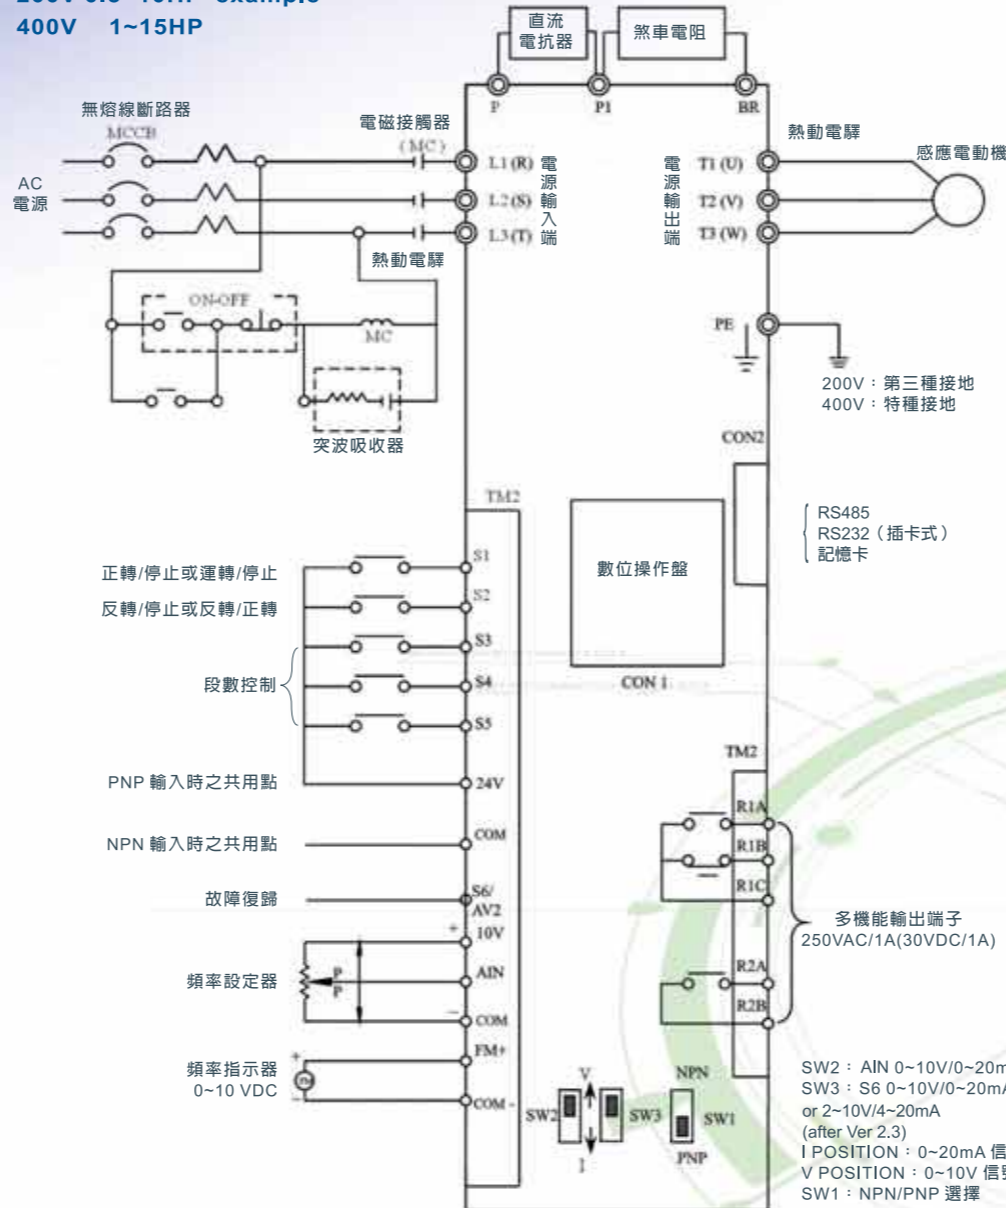 400V 1~15HP
直流
電抗器
煞車電阻
P
P1
BR
無熔線斷路器
MCCB
電磁接觸器
(MC)
熱動電驛
感應電動機
AC
電源
L1 (R)
L2 (S)
L3 (T)
電源輸入端
電源輸出端
T1 (U)
T2 (V)
T3 (W)
熱動電驛
ON-OFF
MC
突波吸收器
PE
200V：第三種接地
400V：特種接地
CON2
RS485
RS232（插卡式）
記憶卡
TM2
數位操作盤
CON 1
正轉/停止或運轉/停止
S1
反轉/停止或反轉/正轉
S2
段數控制
S3
S4
S5
PNP 輸入時之共用點
24V
NPN 輸入時之共用點
COM
故障復歸
S6/
AV2
頻率設定器
+
10V
P
P
AIN
−
COM
頻率指示器
0~10 VDC
+
FM+
−
COM -
TM2
R1A
R1B
R1C
多機能輸出端子
250VAC/1A(30VDC/1A)
R2A
R2B
V
I
SW2
SW3
NPN
SW1
PNP
SW2：AIN 0~10V/0~20m
SW3：S6 0~10V/0~20mA
or 2~10V/4~20mA
(after Ver 2.3)
I POSITION：0~20mA 信
V POSITION：0~10V 信
SW1：NPN/PNP 選擇